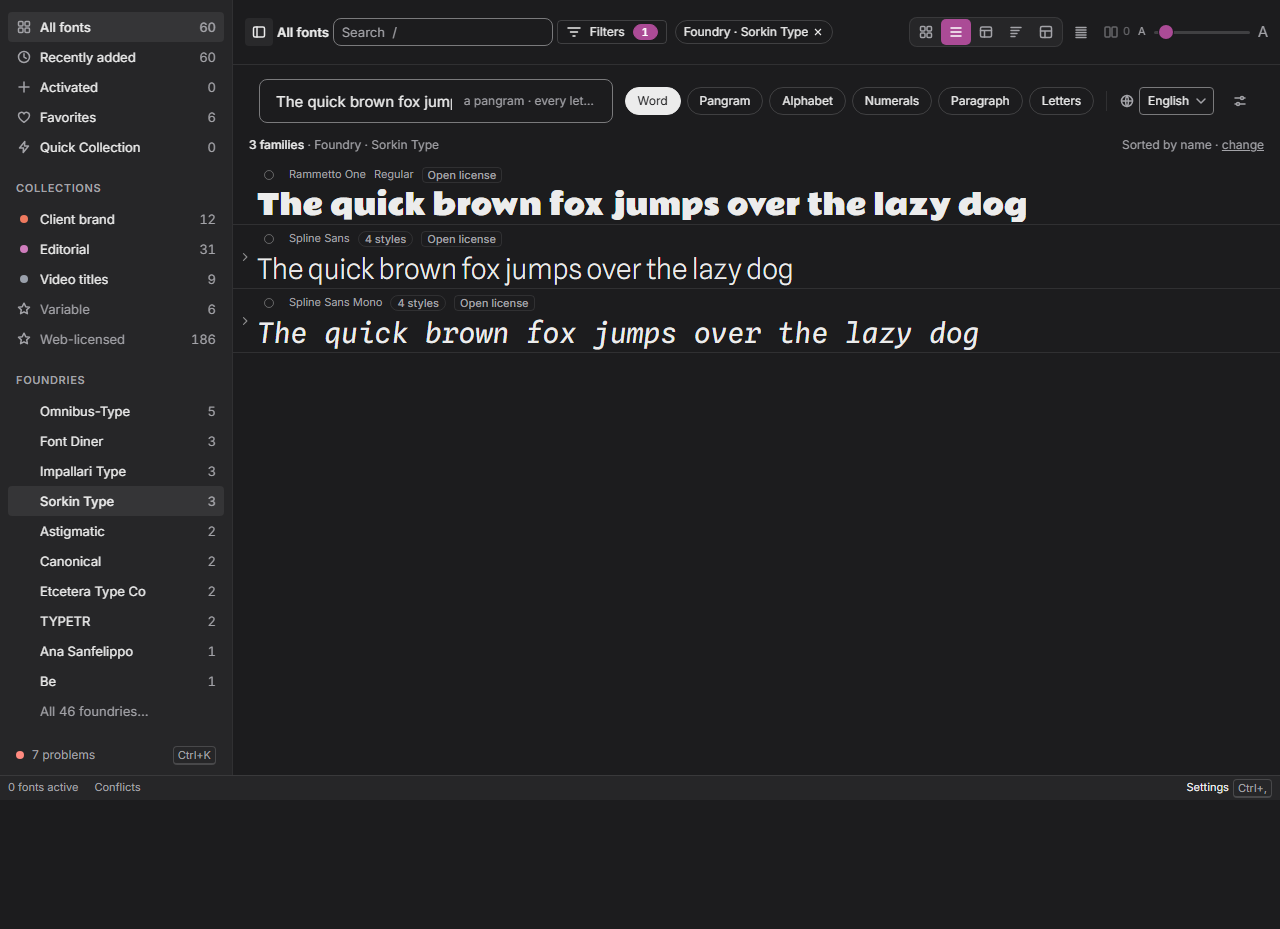 All fonts 60
Recently added 60
Activated 0
Favorites 6
Quick Collection 0
COLLECTIONS
Client brand 12
Editorial 31
Video titles 9
Variable 6
Web-licensed 186
FOUNDRIES
Omnibus-Type 5
Font Diner 3
Impallari Type 3
Sorkin Type 3
Astigmatic 2
Canonical 2
Etcetera Type Co 2
TYPETR 2
Ana Sanfelippo 1
Be 1
All 46 foundries…
7 problems Ctrl+K
All fonts Search / Filters 1 Foundry · Sorkin Type × 0 A A
The quick brown fox jump a pangram · every let… Word Pangram Alphabet Numerals Paragraph Letters English
3 families · Foundry · Sorkin Type Sorted by name · change
Rammetto One Regular Open license
The quick brown fox jumps over the lazy dog
Spline Sans 4 styles Open license
The quick brown fox jumps over the lazy dog
Spline Sans Mono 4 styles Open license
The quick brown fox jumps over the lazy dog
0 fonts active Conflicts Settings Ctrl+,